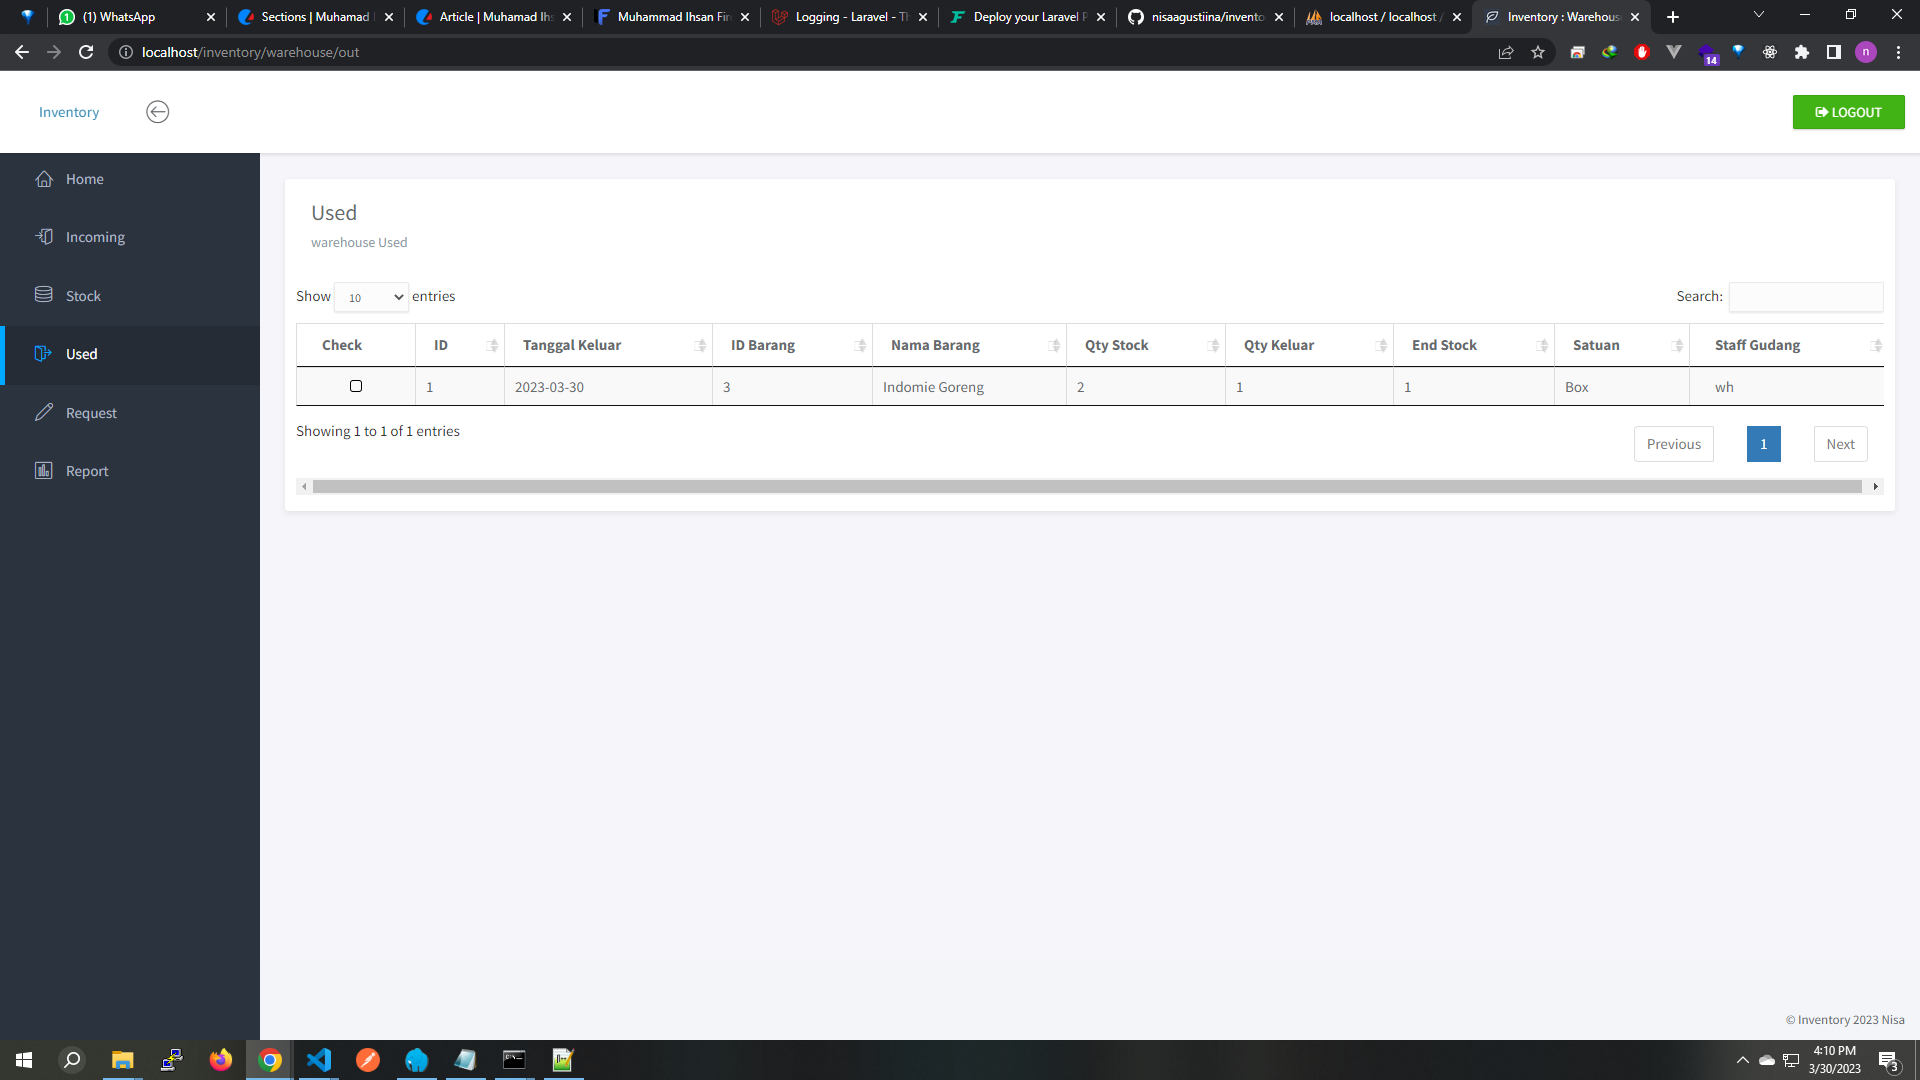 (1) WhatsApp
Sections | Muhamad
Article | Muhamad Ihs
Muhammad Ihsan Fir
Logging - Laravel - Th
Deploy your Laravel P
nisaagustiina/invento
localhost / localhost /
Inventory : Warehous
localhost/inventory/warehouse/out
14
n
Inventory
LOGOUT
Home
Incoming
Stock
Used
Request
Report
Used
warehouse Used
Show 10 entries
Search:
Check ID Tanggal Keluar ID Barang Nama Barang Qty Stock Qty Keluar End Stock Satuan Staff Gudang
1 2023-03-30 3 Indomie Goreng 2 1 1 Box wh
Showing 1 to 1 of 1 entries
Previous 1 Next
© Inventory 2023 Nisa
4:10 PM
3/30/2023
3